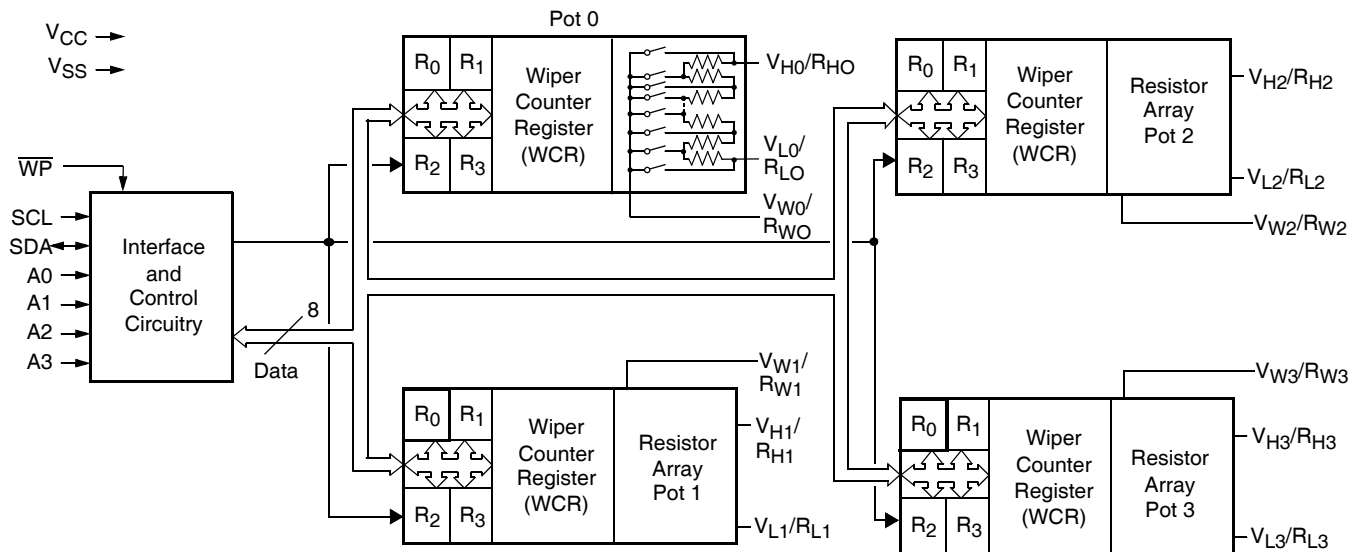 Pot 0
VCC
VSS
R0 R1
R2 R3
Wiper
Counter
Register
(WCR)
VH0/RHO
VL0/
RLO
VW0/
RWO
R0 R1
R2 R3
Wiper
Counter
Register
(WCR)
Resistor
Array
Pot 2
VH2/RH2
VL2/RL2
VW2/RW2
WP
SCL
SDA
A0
A1
A2
A3
Interface
and
Control
Circuitry
8
Data
VW1/
RW1
R0 R1
R2 R3
Wiper
Counter
Register
(WCR)
Resistor
Array
Pot 1
VH1/
RH1
VL1/RL1
VW3/RW3
R0 R1
R2 R3
Wiper
Counter
Register
(WCR)
Resistor
Array
Pot 3
VH3/RH3
VL3/RL3